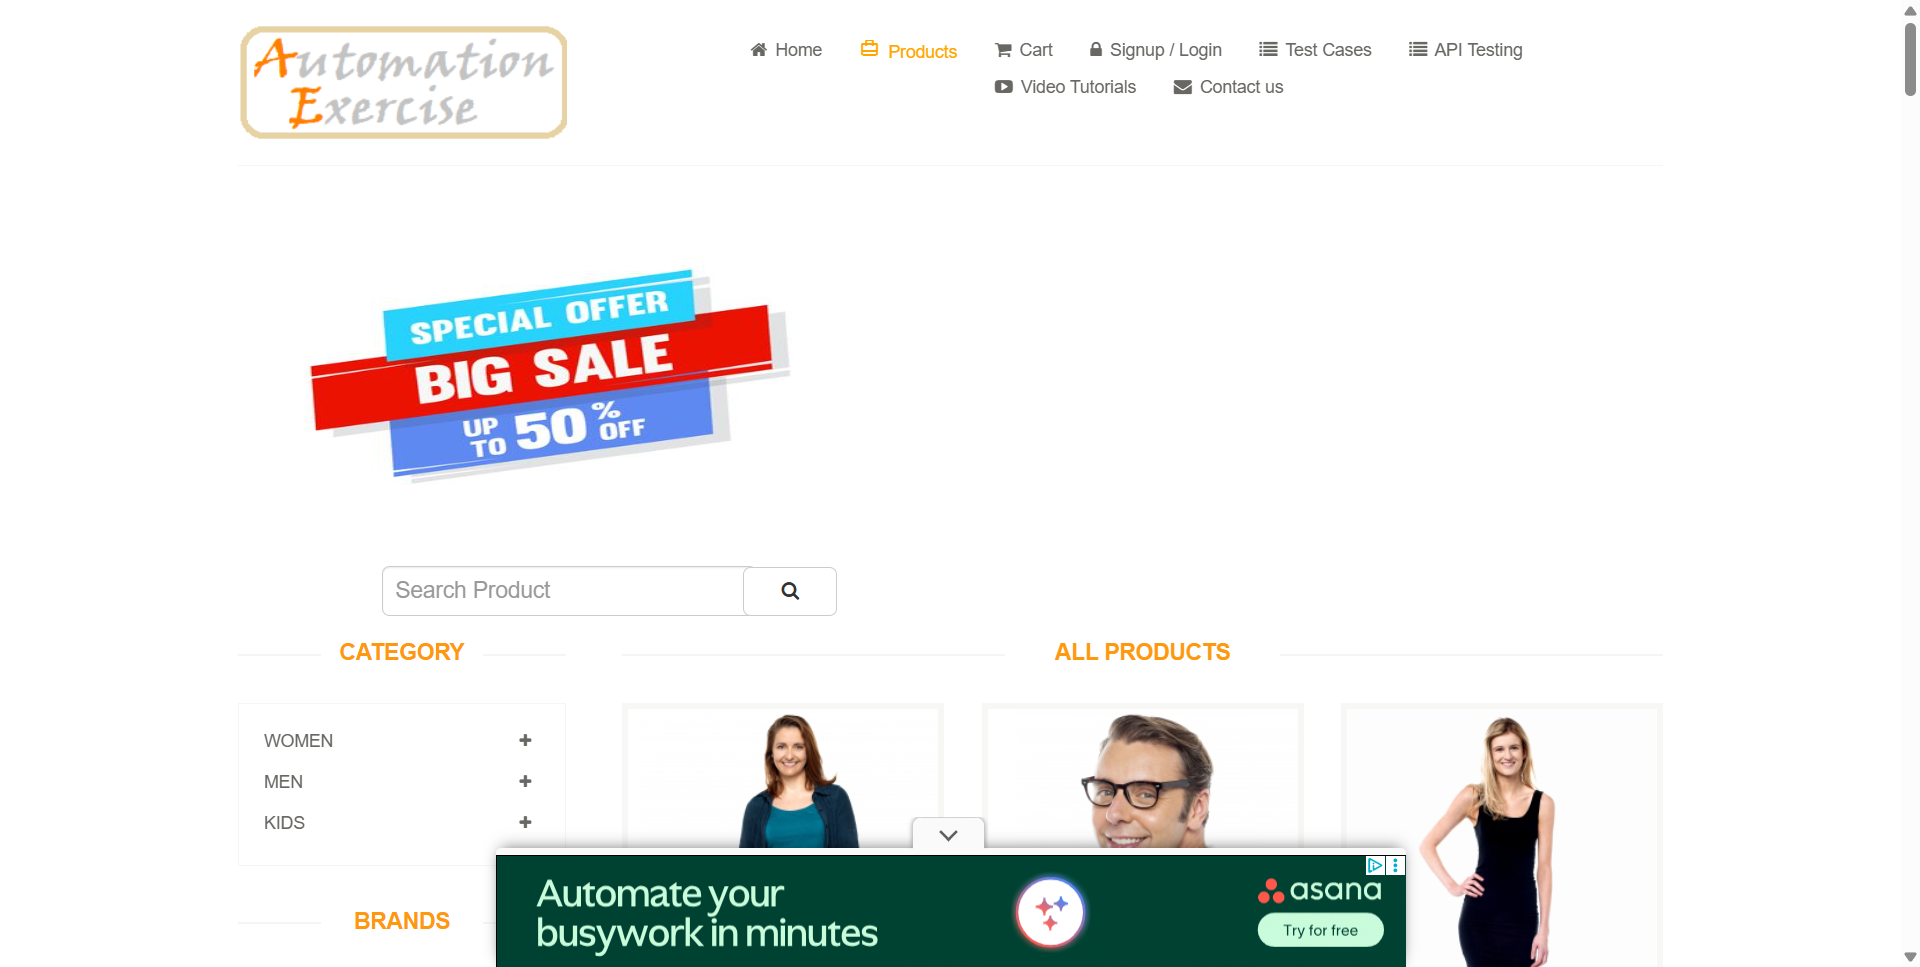 Automation
Exercise
Home
Products
Cart
Signup / Login
Test Cases
API Testing
Video Tutorials
Contact us
SPECIAL OFFER
BIG SALE
UP TO 50% OFF
Search Product
CATEGORY
ALL PRODUCTS
WOMEN
MEN
KIDS
BRANDS
Automate your
busywork in minutes
asana
Try for free